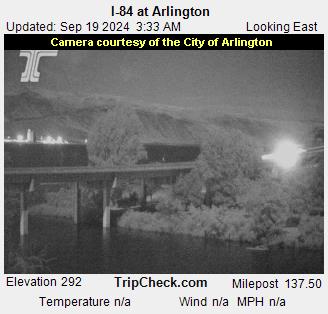 I-84 at Arlington
Updated: Sep 19 2024 3:33 AM Looking East
Camera courtesy of the City of Arlington
Elevation 292 TripCheck.com Milepost 137.50
Temperature n/a Wind n/a MPH n/a